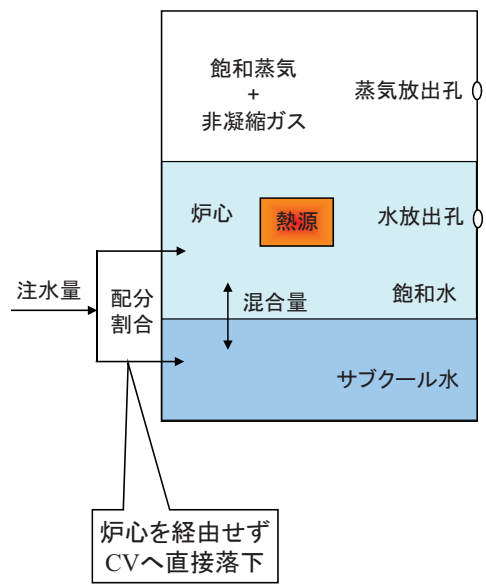 飽和蒸気
+
非凝縮ガス
蒸気放出孔
炉心
熱源
水放出孔
注水量
配分
割合
混合量
飽和水
サブクール水
炉心を経由せず
CVへ直接落下